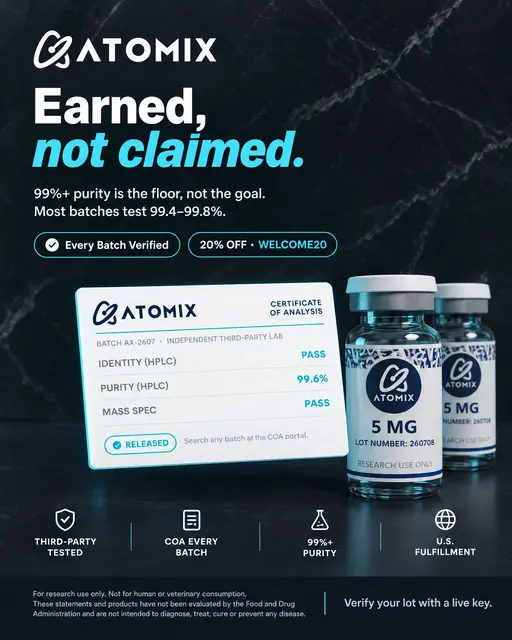 ATOMIX
Earned,
not claimed.
99%+ purity is the floor, not the goal.
Most batches test 99.4–99.8%.
Every Batch Verified
20% OFF · WELCOME20
ATOMIX
CERTIFICATE
OF ANALYSIS
BATCH AX-2607 · INDEPENDENT THIRD-PARTY LAB
IDENTITY (HPLC) PASS
PURITY (HPLC) 99.6%
MASS SPEC PASS
RELEASED
Search any batch at the COA portal.
ATOMIX
5 MG
LOT NUMBER: 260708
RESEARCH USE ONLY
ATOMIX
5 MG
NUMBER: 260708
EARCH USE ONLY
THIRD-PARTY
TESTED
COA EVERY
BATCH
99%+
PURITY
U.S.
FULFILLMENT
For research use only. Not for human or veterinary consumption.
These statements and products have not been evaluated by the Food and Drug
Administration and are not intended to diagnose, treat, cure or prevent any disease.
Verify your lot with a live key.